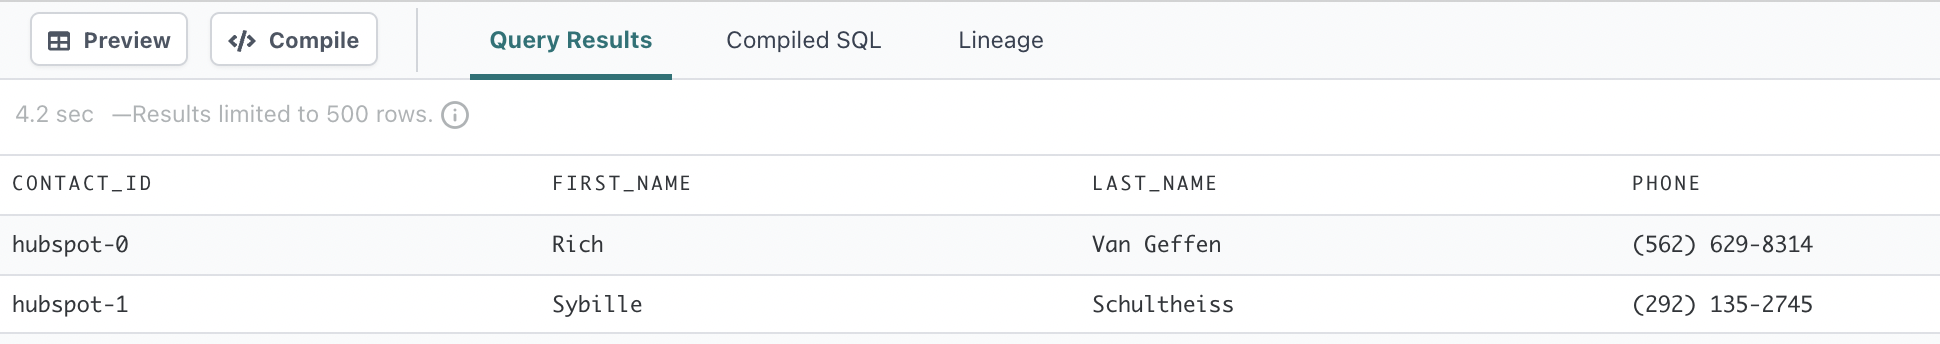 Preview Compile Query Results Compiled SQL Lineage
4.2 sec —Results limited to 500 rows.
CONTACT_ID FIRST_NAME LAST_NAME PHONE
hubspot-0 Rich Van Geffen (562) 629-8314
hubspot-1 Sybille Schultheiss (292) 135-2745